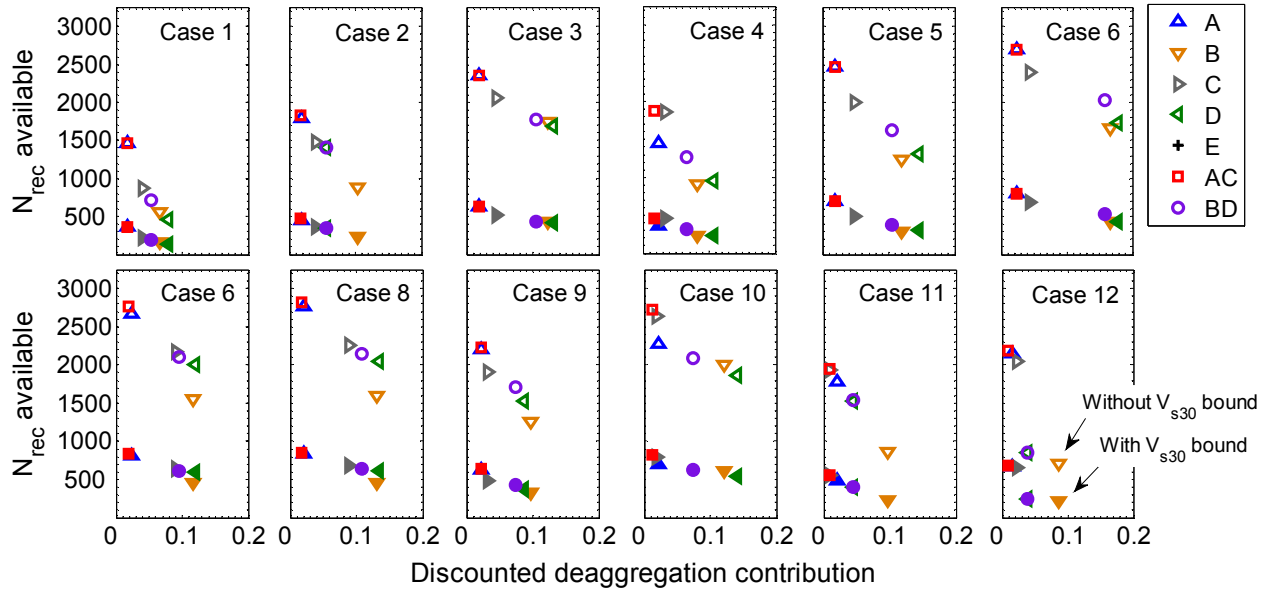 N_rec available
3000
2500
2000
1500
1000
500
Case 1
Case 2
Case 3
Case 4
Case 5
Case 6
A
B
C
D
E
AC
BD
N_rec available
3000
2500
2000
1500
1000
500
Case 6
Case 8
Case 9
Case 10
Case 11
Case 12
Without V_s30 bound
With V_s30 bound
0 0.1 0.2
0 0.1 0.2
0 0.1 0.2
0 0.1 0.2
0 0.1 0.2
0 0.1 0.2
Discounted deaggregation contribution